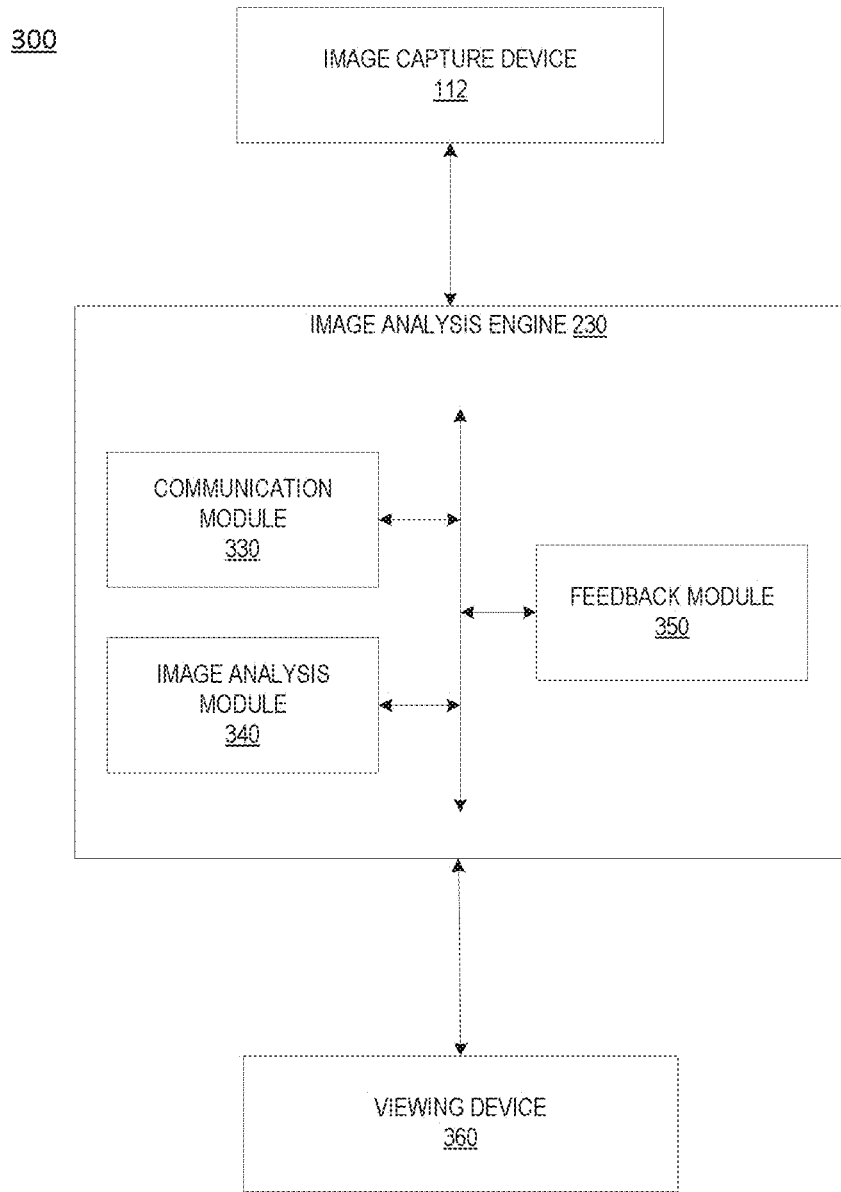 300
IMAGE CAPTURE DEVICE
112
IMAGE ANALYSIS ENGINE 230
COMMUNICATION
MODULE
330
FEEDBACK MODULE
350
IMAGE ANALYSIS
MODULE
340
VIEWING DEVICE
360